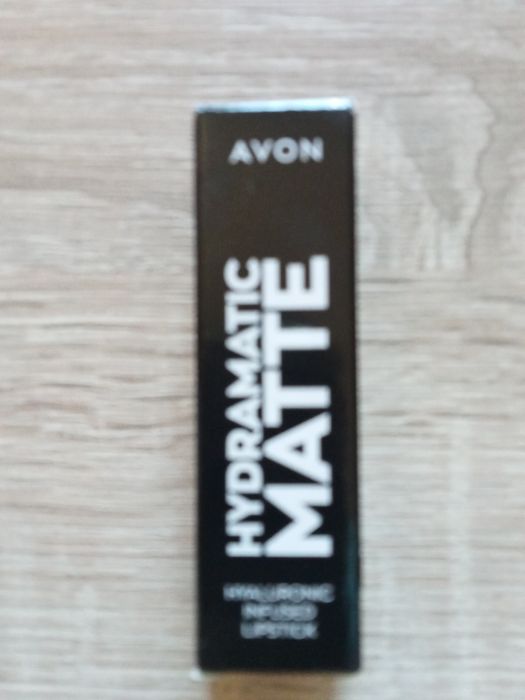 AVON
HYDRAMATIC
MATTE
HYALURONIC
INFUSED
LIPSTICK